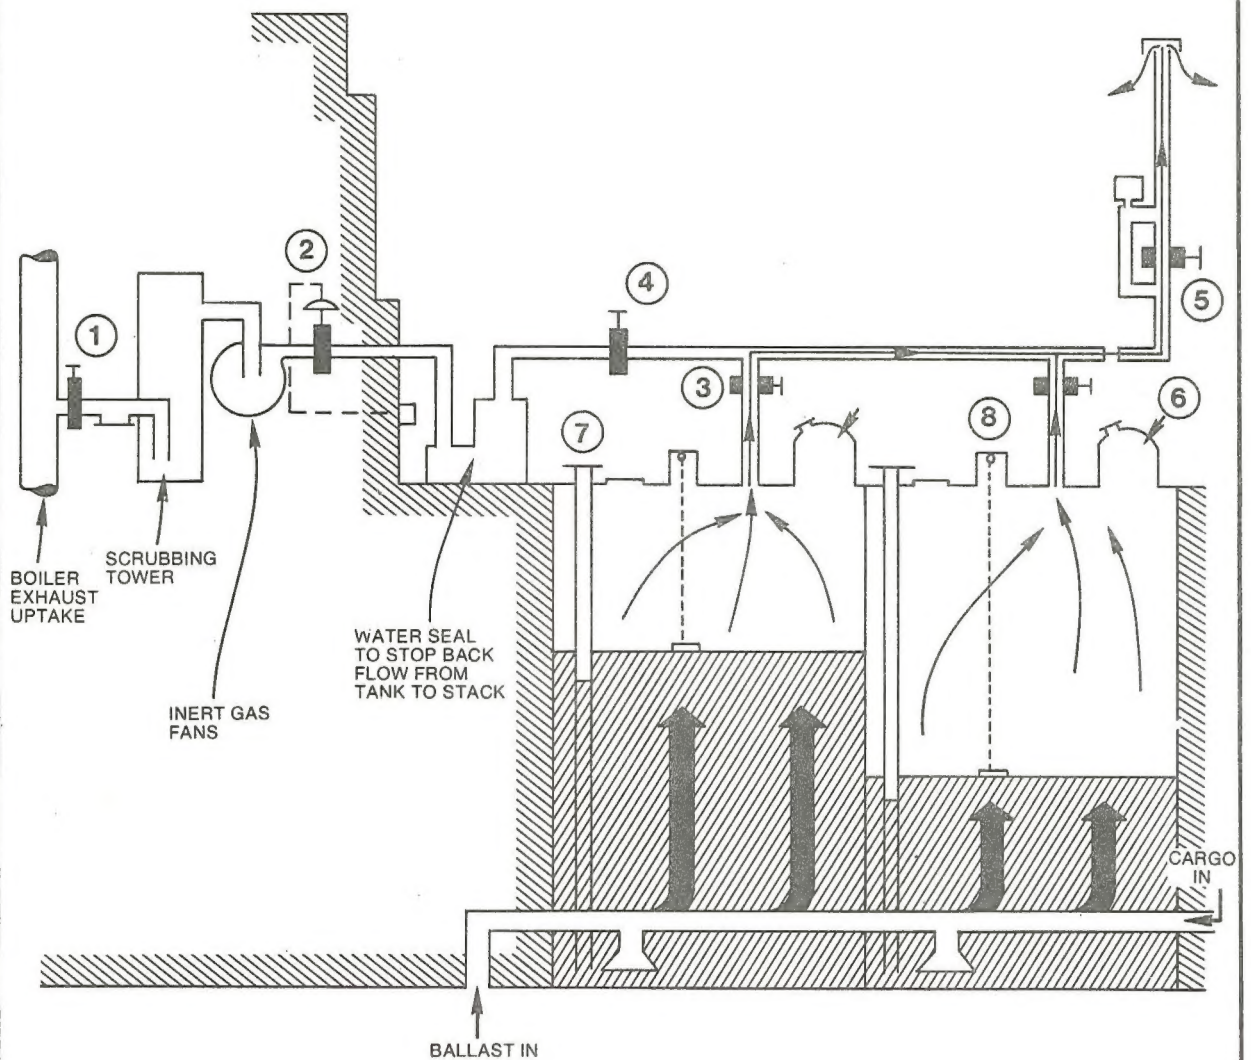 2
4
5
1
3
6
7
8
SCRUBBING
TOWER
BOILER
EXHAUST
UPTAKE
WATER SEAL
TO STOP BACK
FLOW FROM
TANK TO STACK
INERT GAS
FANS
CARGO
IN
BALLAST IN